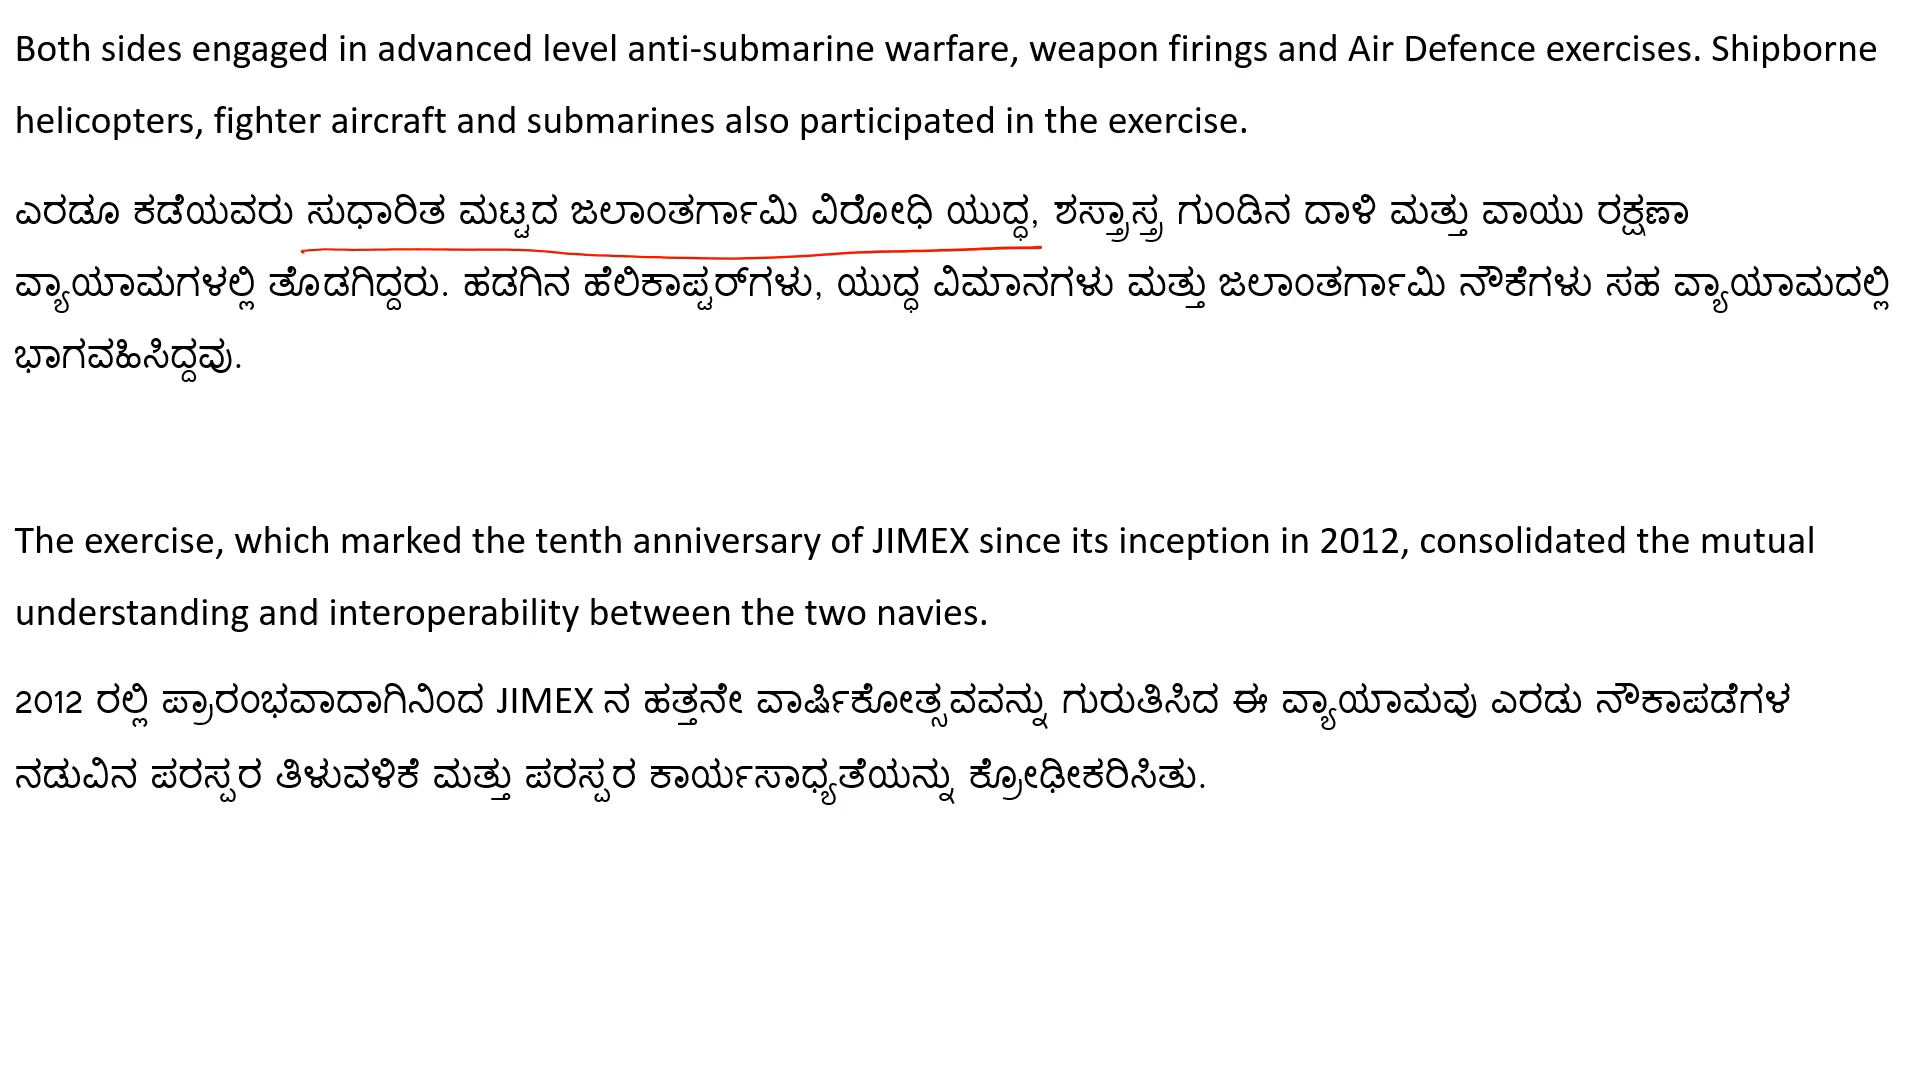 Both sides engaged in advanced level anti-submarine warfare, weapon firings and Air Defence exercises. Shipborne
helicopters, fighter aircraft and submarines also participated in the exercise.
ಎರಡೂ ಕಡೆಯವರು ಸುಧಾರಿತ ಮಟ್ಟದ ಜಲಾಂತರ್ಗಾಮಿ ವಿರೋಧಿ ಯುದ್ಧ, ಶಸ್ತ್ರಾಸ್ತ್ರ ಗುಂಡಿನ ದಾಳಿ ಮತ್ತು ವಾಯು ರಕ್ಷಣಾ
ವ್ಯಾಯಾಮಗಳಲ್ಲಿ ತೊಡಗಿದ್ದರು. ಹಡಗಿನ ಹೆಲಿಕಾಪ್ಟರ್‌ಗಳು, ಯುದ್ಧ ವಿಮಾನಗಳು ಮತ್ತು ಜಲಾಂತರ್ಗಾಮಿ ನೌಕೆಗಳು ಸಹ ವ್ಯಾಯಾಮದಲ್ಲಿ
ಭಾಗವಹಿಸಿದ್ದವು.
The exercise, which marked the tenth anniversary of JIMEX since its inception in 2012, consolidated the mutual
understanding and interoperability between the two navies.
2012 ರಲ್ಲಿ ಪ್ರಾರಂಭವಾದಾಗಿನಿಂದ JIMEX ನ ಹತ್ತನೇ ವಾರ್ಷಿಕೋತ್ಸವವನ್ನು ಗುರುತಿಸಿದ ಈ ವ್ಯಾಯಾಮವು ಎರಡು ನೌಕಾಪಡೆಗಳ
ನಡುವಿನ ಪರಸ್ಪರ ತಿಳುವಳಿಕೆ ಮತ್ತು ಪರಸ್ಪರ ಕಾರ್ಯಸಾಧ್ಯತೆಯನ್ನು ಕ್ರೋಢೀಕರಿಸಿತು.